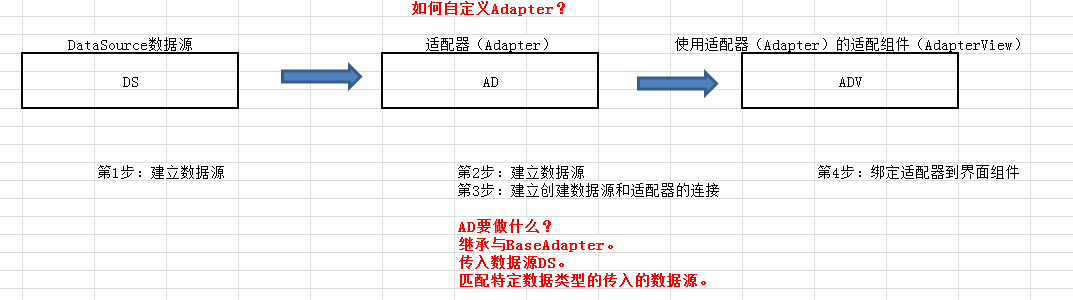 如何自定义Adapter？
DataSource数据源
适配器（Adapter）
使用适配器（Adapter）的适配组件（AdapterView）
DS
AD
ADV
第1步：建立数据源
第2步：建立数据源
第3步：建立创建数据源和适配器的连接
第4步：绑定适配器到界面组件
AD要做什么？
继承与BaseAdapter。
传入数据源DS。
匹配特定数据类型的传入的数据源。